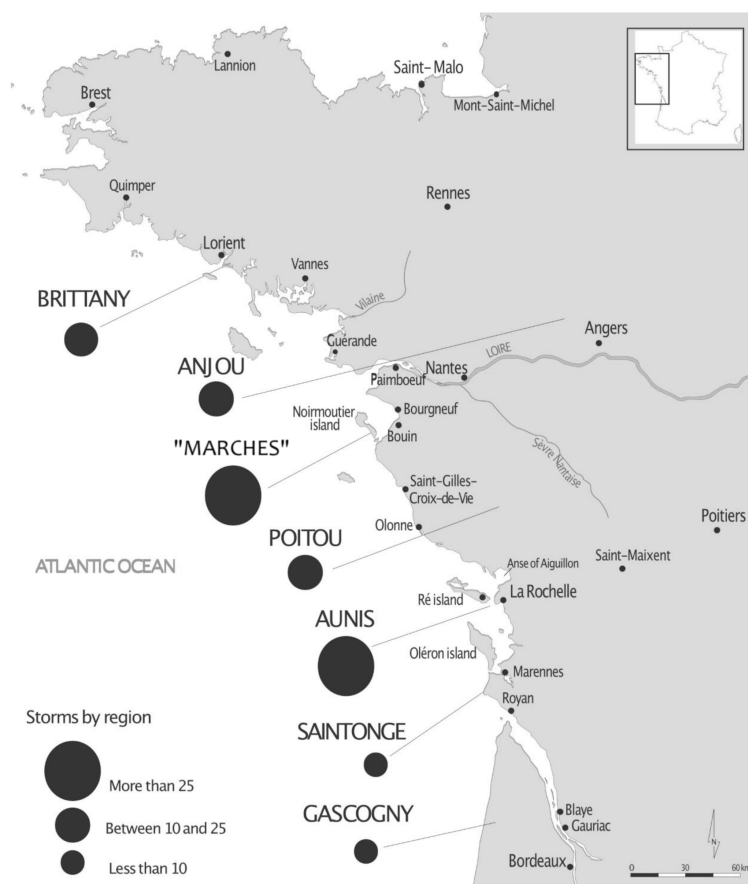 Lannion
Saint-Malo
Brest
Mont-Saint-Michel
Quimper
Rennes
Lorient
Vannes
BRITTANY
Vilaine
Guérande
Angers
ANJOU
LOIRE
Paimboeuf
Nantes
Noirmoutier
island
Bourgneuf
Bouin
"MARCHES"
Sèvre Nantaise
Saint-Gilles-
Croix-de-Vie
Poitiers
Olonne
POITOU
ATLANTIC OCEAN
Anse of Aiguillon
Saint-Maixent
Ré island
La Rochelle
AUNIS
Oléron island
Marennes
Royan
Storms by region
SAINTONGE
More than 25
GASCOGNY
Blaye
Between 10 and 25
Gauriac
N
Less than 10
Bordeaux
0 60 km